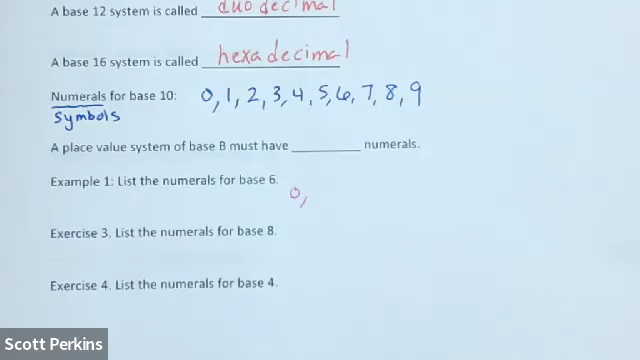 A base 12 system is called duodecimal
A base 16 system is called hexadecimal
Numerals for base 10: 0, 1, 2, 3, 4, 5, 6, 7, 8, 9
Symbols
A place value system of base B must have __________ numerals.
Example 1: List the numerals for base 6.
0,
Exercise 3. List the numerals for base 8.
Exercise 4. List the numerals for base 4.
Scott Perkins